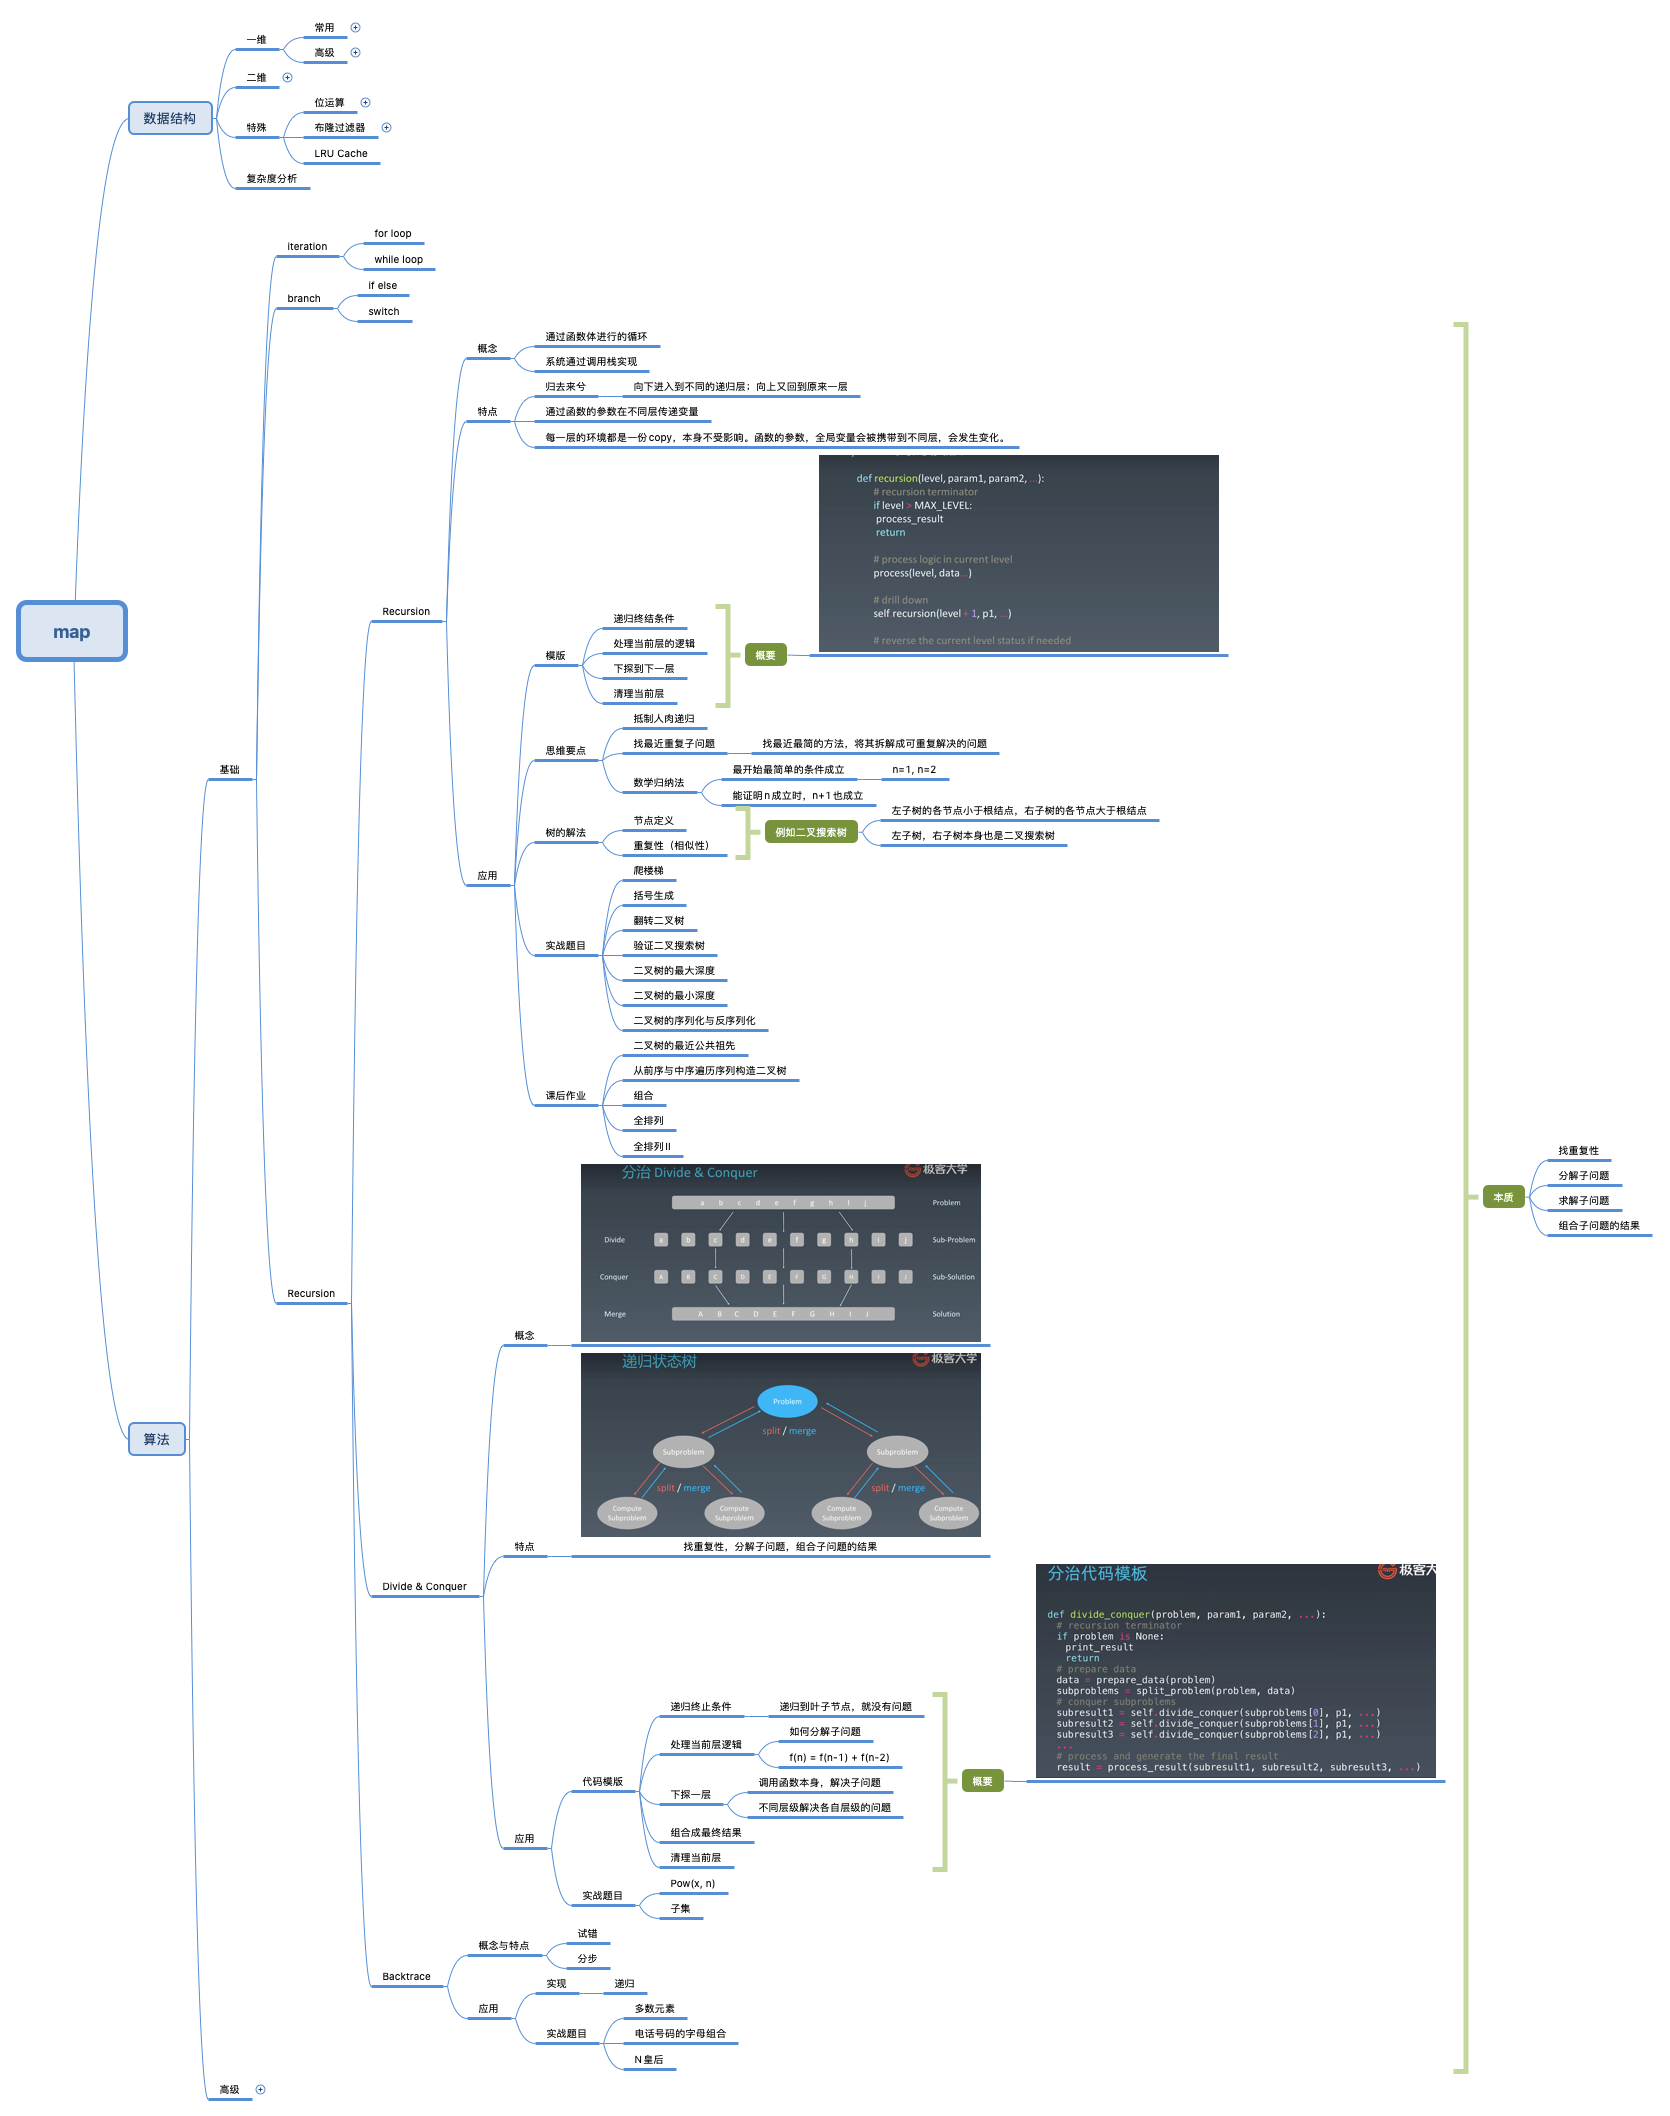 map
数据结构
一维
常用
高级
二维
特殊
位运算
布隆过滤器
LRU Cache
复杂度分析
算法
基础
iteration
for loop
while loop
branch
if else
switch
Recursion
Recursion
概念
通过函数体进行的循环
系统通过调用栈实现
特点
归去来兮
向下进入到不同的递归层；向上又回到原来一层
通过函数的参数在不同层传递变量
每一层的环境都是一份copy，本身不受影响。函数的参数，全局变量会被携带到不同层，会发生变化。
应用
模版
递归终结条件
处理当前层的逻辑
下探到下一层
清理当前层
概要
def recursion(level, param1, param2, ...):
# recursion terminator
if level > MAX_LEVEL:
process_result
return
# process logic in current level
process(level, data...)
# drill down
self recursion(level + 1, p1, ...)
# reverse the current level status if needed
思维要点
抵制人肉递归
找最近重复子问题
找最近最简的方法，将其拆解成可重复解决的问题
数学归纳法
最开始最简单的条件成立
n=1, n=2
能证明n成立时，n+1也成立
树的解法
节点定义
重复性（相似性）
例如二叉搜索树
左子树的各节点小于根结点，右子树的各节点大于根结点
左子树，右子树本身也是二叉搜索树
实战题目
爬楼梯
括号生成
翻转二叉树
验证二叉搜索树
二叉树的最大深度
二叉树的最小深度
二叉树的序列化与反序列化
课后作业
二叉树的最近公共祖先
从前序与中序遍历序列构造二叉树
组合
全排列
全排列II
Divide & Conquer
概念
分治 Divide & Conquer
极客大学
a b c d e f g h I j
Problem
Divide
a b c d e f g h i j
Sub-Problem
Conquer
A B C D E F G H I J
Sub-Solution
Merge
A B C D E F G H I J
Solution
特点
递归状态树
极客大学
Problem
split / merge
Subproblem
Subproblem
split / merge
split / merge
Compute
Subproblem
Compute
Subproblem
Compute
Subproblem
Compute
Subproblem
找重复性，分解子问题，组合子问题的结果
应用
代码模版
递归终止条件
递归到叶子节点，就没有问题
处理当前层逻辑
如何分解子问题
f(n) = f(n-1) + f(n-2)
下探一层
调用函数本身，解决子问题
不同层级解决各自层级的问题
组合成最终结果
清理当前层
概要
分治代码模板
极客大
def divide_conquer(problem, param1, param2, ...):
# recursion terminator
if problem is None:
print_result
return
# prepare data
data = prepare_data(problem)
subproblems = split_problem(problem, data)
# conquer subproblems
subresult1 = self.divide_conquer(subproblems[0], p1, ...)
subresult2 = self.divide_conquer(subproblems[1], p1, ...)
subresult3 = self.divide_conquer(subproblems[2], p1, ...)
...
# process and generate the final result
result = process_result(subresult1, subresult2, subresult3, ...)
实战题目
Pow(x, n)
子集
Backtrace
概念与特点
试错
分步
应用
实现
递归
实战题目
多数元素
电话号码的字母组合
N皇后
本质
找重复性
分解子问题
求解子问题
组合子问题的结果
高级